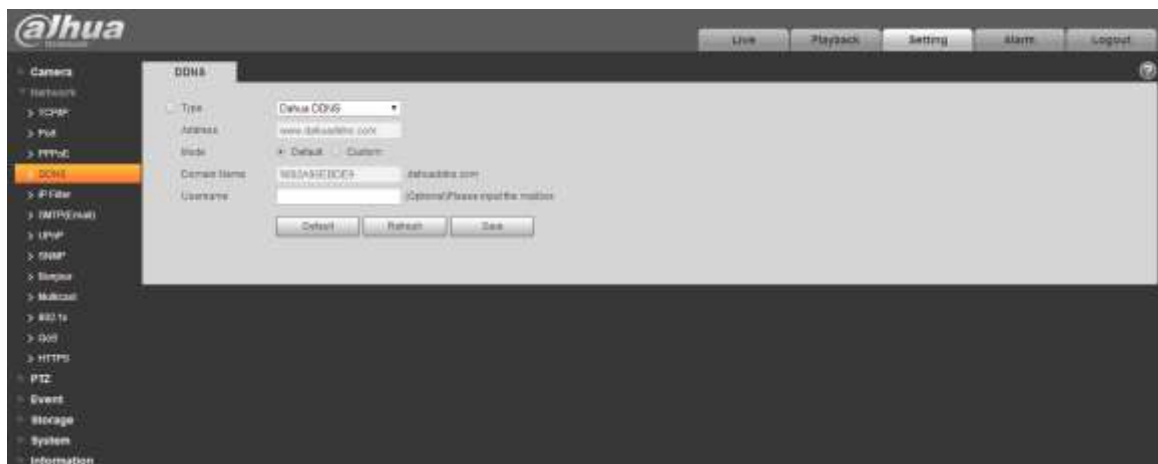 alhua
TECHNOLOGY
Live
Playback
Setting
Alarm
Logout
Camera
Network
> TCP/IP
> Port
> PPPoE
> DDNS
> IP Filter
> SMTP(Email)
> UPnP
> SNMP
> Bonjour
> Multicast
> 802.1x
> QoS
> HTTPS
PTZ
Event
Storage
System
Information
DDNS
Type
Dahua DDNS
Address
www.dahuaddns.com
Mode
Default
Custom
Domain Name
.dahuaddns.com
Username
(Optional)Please input the mailbox
Default
Refresh
Save